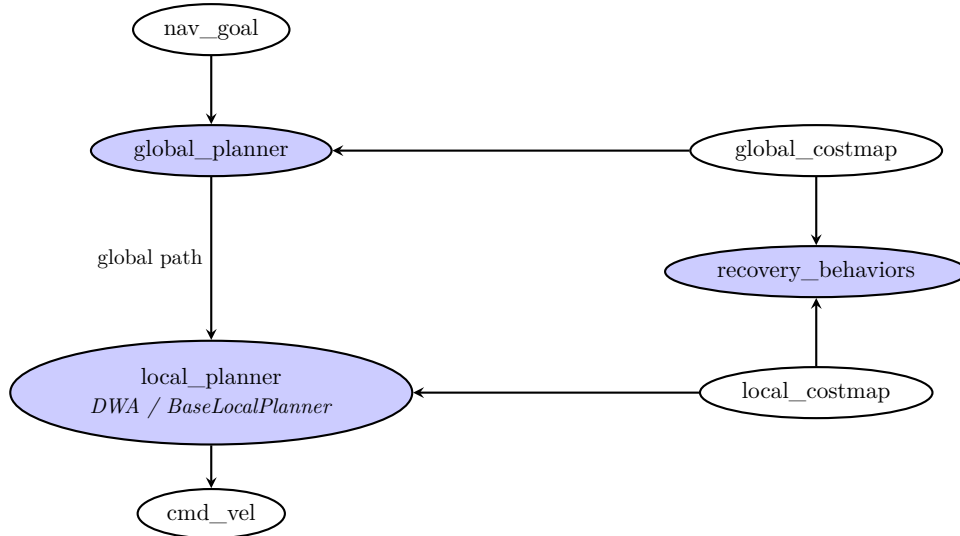 nav_goal
global_planner
global_costmap
global path
recovery_behaviors
local_planner
DWA / BaseLocalPlanner
local_costmap
cmd_vel